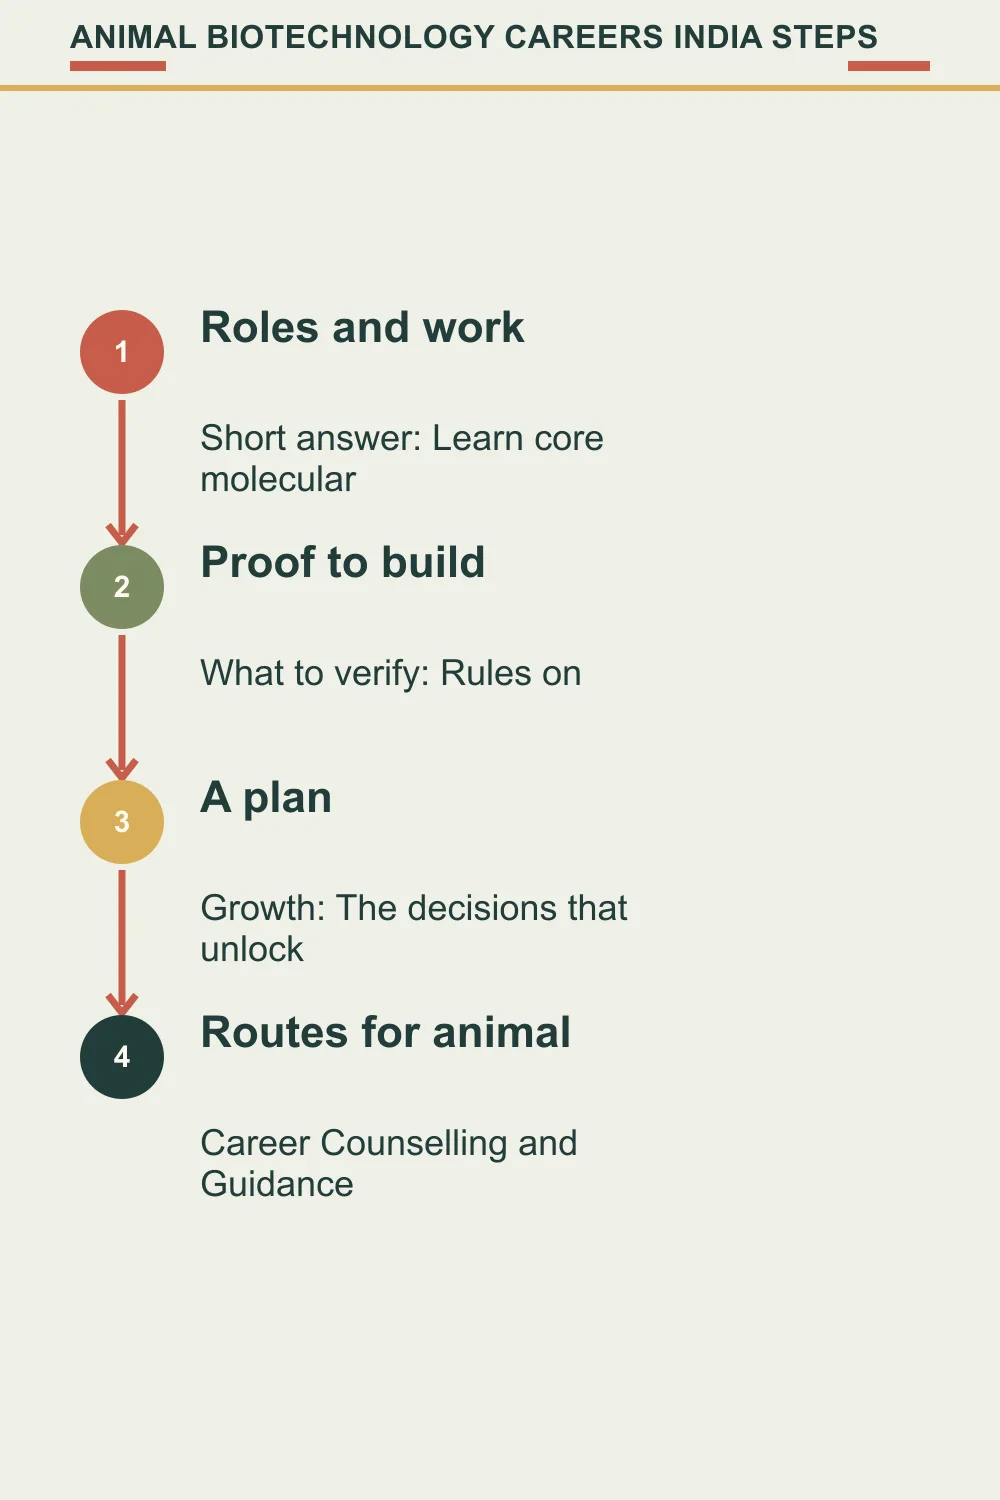 ANIMAL BIOTECHNOLOGY CAREERS INDIA STEPS
1
Roles and work
Short answer: Learn core
molecular
2
Proof to build
What to verify: Rules on
3
A plan
Growth: The decisions that
unlock
4
Routes for animal
Career Counselling and
Guidance